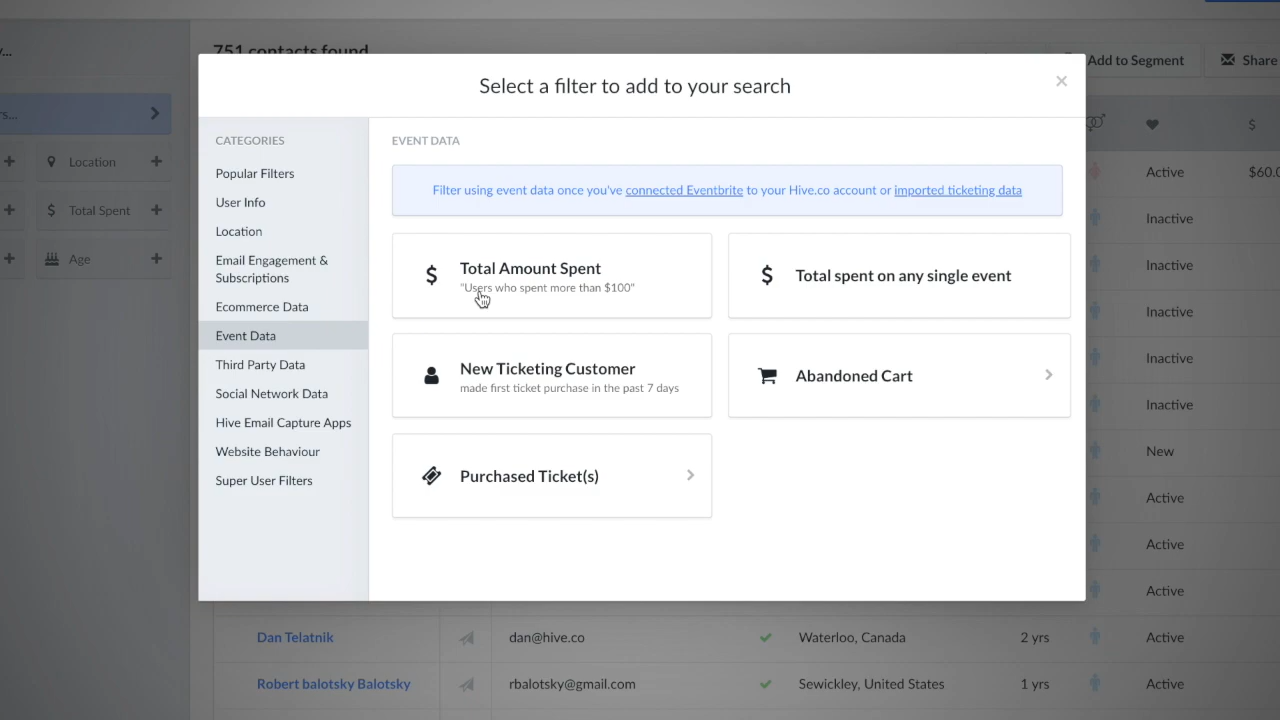 751 contacts found
Add to Segment
Share
Select a filter to add to your search
×
CATEGORIES
Popular Filters
User Info
Location
Email Engagement &
Subscriptions
Ecommerce Data
Event Data
Third Party Data
Social Network Data
Hive Email Capture Apps
Website Behaviour
Super User Filters
EVENT DATA
Filter using event data once you've connected Eventbrite to your Hive.co account or imported ticketing data
$ Total Amount Spent
"Users who spent more than $100"
$ Total spent on any single event
New Ticketing Customer
made first ticket purchase in the past 7 days
Abandoned Cart
Purchased Ticket(s)
+ Location +
+ $ Total Spent +
+ Age +
$
Active $60.0
Inactive
Inactive
Inactive
Inactive
Inactive
New
Active
Active
Active
Dan Telatnik dan@hive.co Waterloo, Canada 2 yrs Active
Robert balotsky Balotsky rbalotsky@gmail.com Sewickley, United States 1 yrs Active